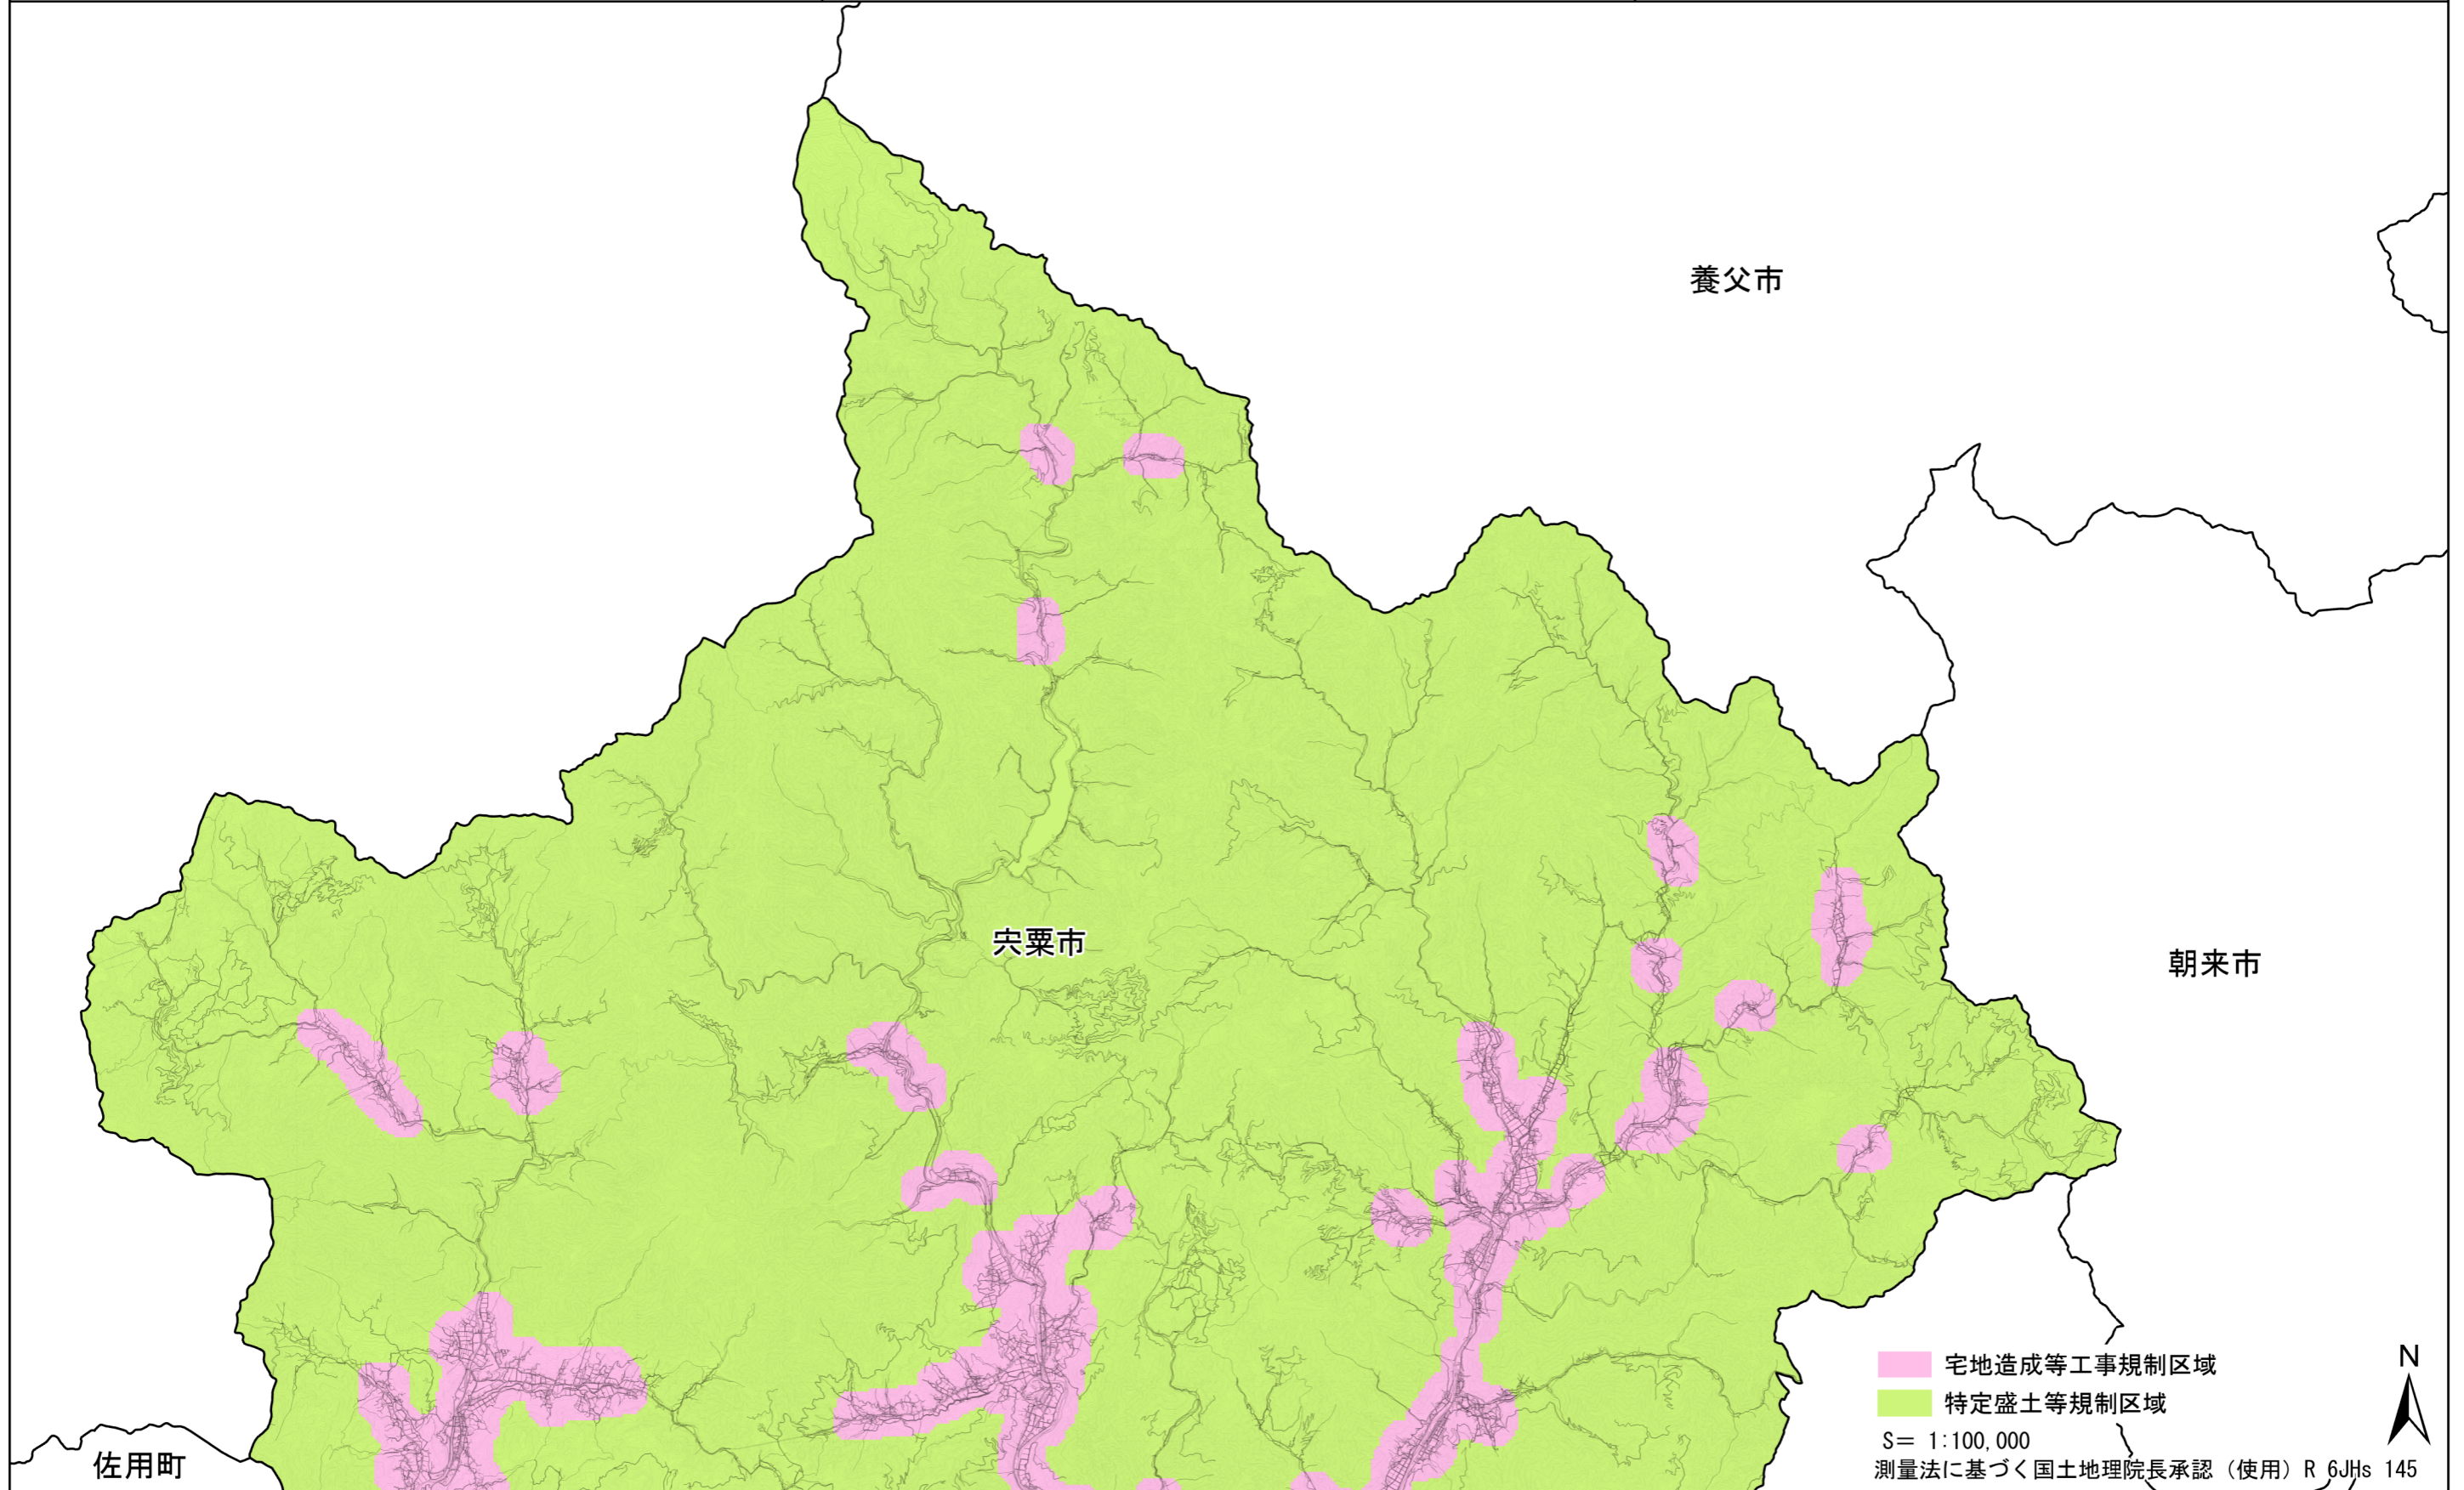 養父市
宍粟市
朝来市
佐用町
N
宅地造成等工事規制区域
特定盛土等規制区域
S= 1:100,000
測量法に基づく国土地理院長承認（使用）R 6JHs 145